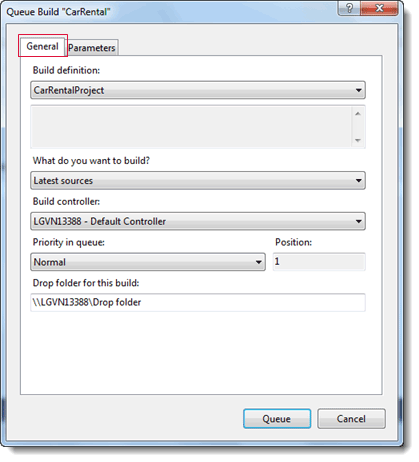 Queue Build "CarRental"
General
Parameters
Build definition:
CarRentalProject
What do you want to build?
Latest sources
Build controller:
LGVN13388 - Default Controller
Priority in queue:
Position:
Normal
1
Drop folder for this build:
\\LGVN13388\Drop folder
Queue
Cancel